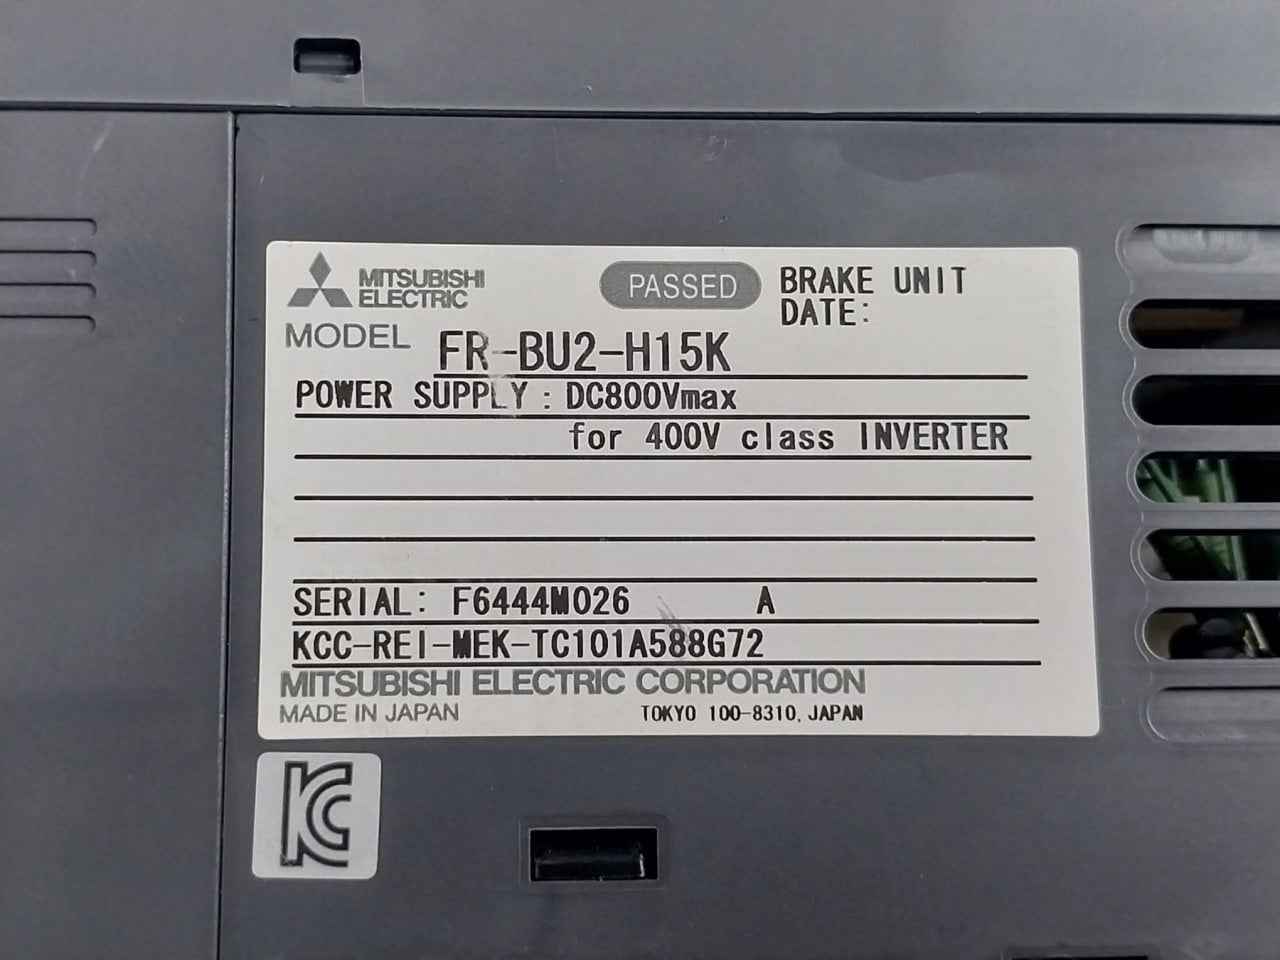 MITSUBISHI ELECTRIC
PASSED
BRAKE UNIT
DATE:
MODEL FR-BU2-H15K
POWER SUPPLY : DC800Vmax
for 400V class INVERTER
SERIAL: F6444M026 A
KCC-REI-MEK-TC101A588G72
MITSUBISHI ELECTRIC CORPORATION
MADE IN JAPAN TOKYO 100-8310, JAPAN
KC